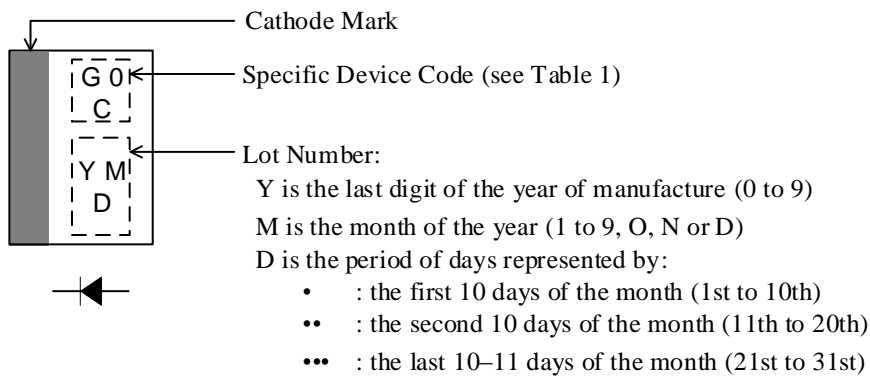 Cathode Mark
G 0
C
Specific Device Code (see Table 1)
Y M
D
Lot Number:
Y is the last digit of the year of manufacture (0 to 9)
M is the month of the year (1 to 9, O, N or D)
D is the period of days represented by:
• : the first 10 days of the month (1st to 10th)
•• : the second 10 days of the month (11th to 20th)
••• : the last 10–11 days of the month (21st to 31st)